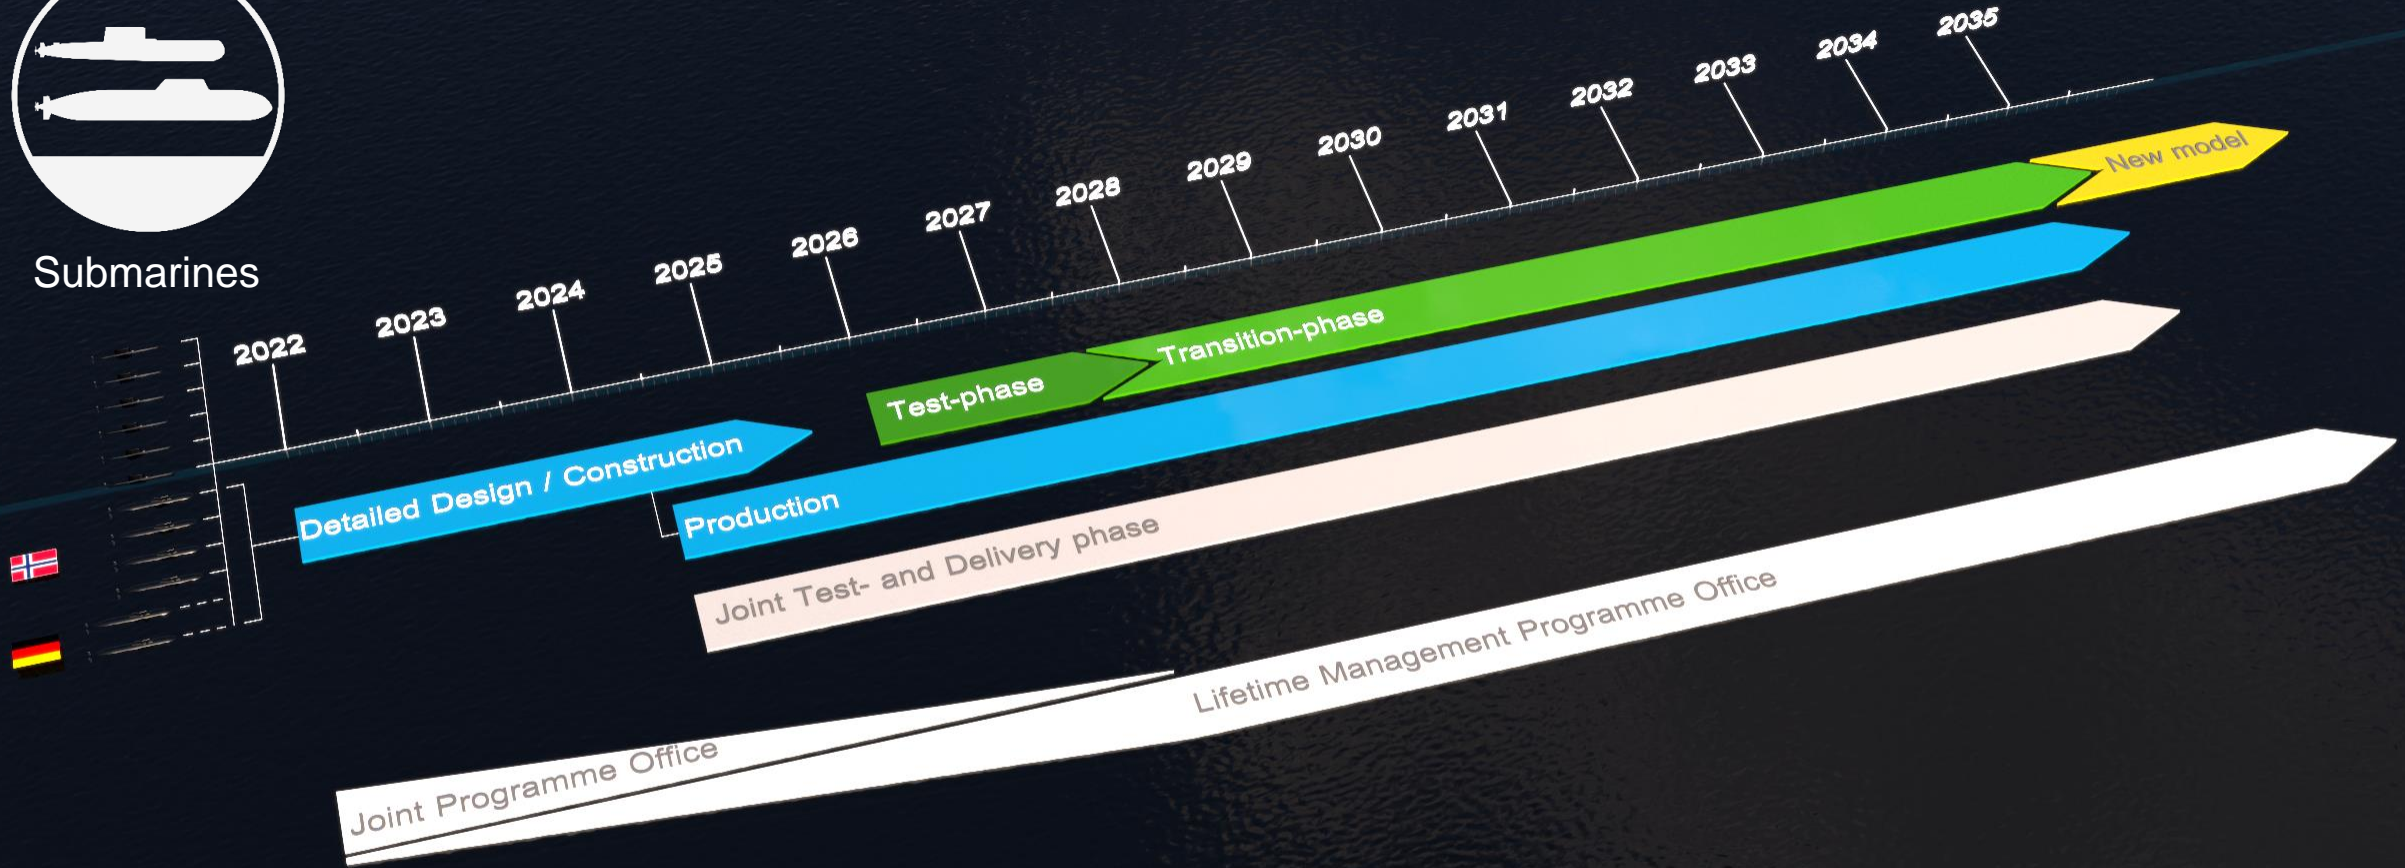 Submarines
2022
2023
2024
2025
2026
2027
2028
2029
2030
2031
2032
2033
2034
2035
New model
Transition-phase
Test-phase
Detailed Design / Construction
Production
Joint Test- and Delivery phase
Lifetime Management Programme Office
Joint Programme Office